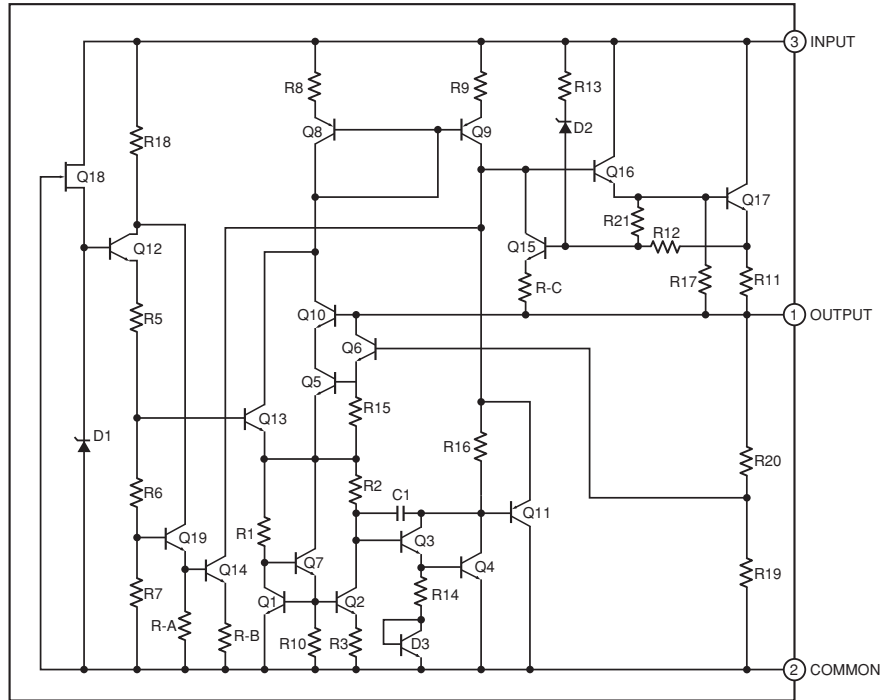 3 INPUT
R8
R9
R13
Q8
Q9
D2
R18
Q18
Q16
Q17
R21
R12
Q12
Q15
R17
R11
R-C
R5
Q10
1 OUTPUT
Q6
Q5
R15
Q13
D1
R16
R20
R6
R2
C1
R1
Q11
Q19
Q3
Q14
Q7
Q4
R7
R19
Q1
Q2
R14
R-A
R-B
R10
R3
D3
2 COMMON